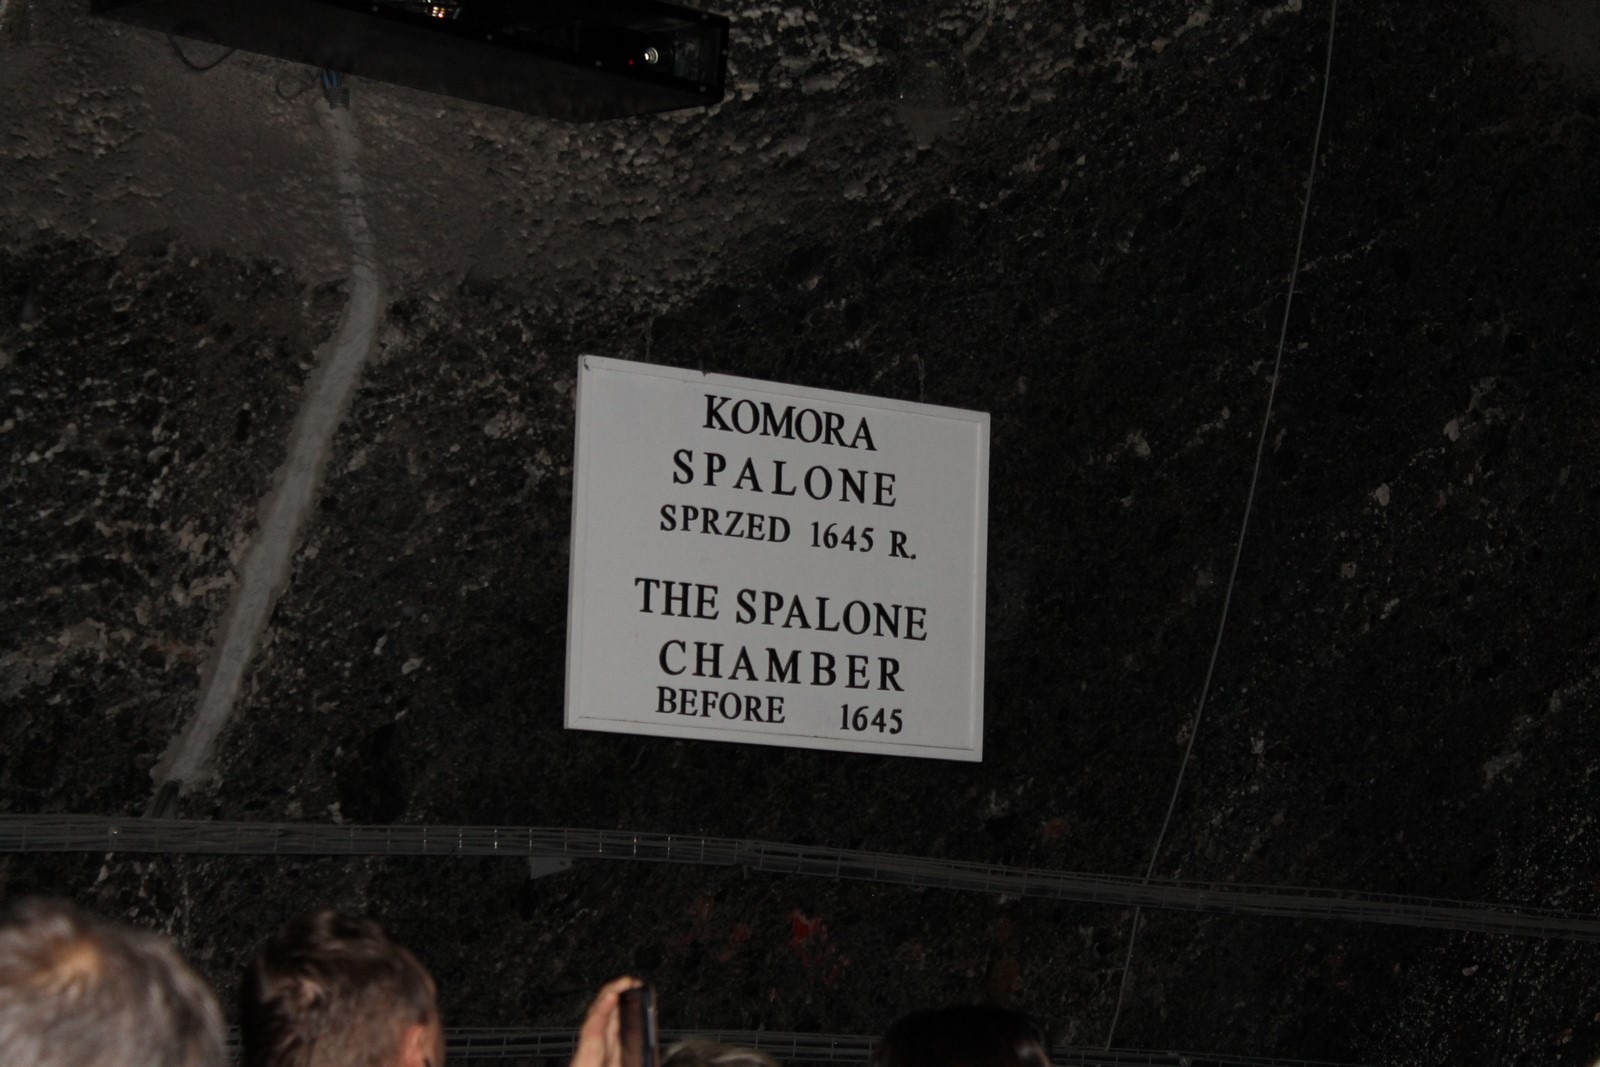 KOMORA
SPALONE
SPRZED 1645 R.
THE SPALONE
CHAMBER
BEFORE 1645